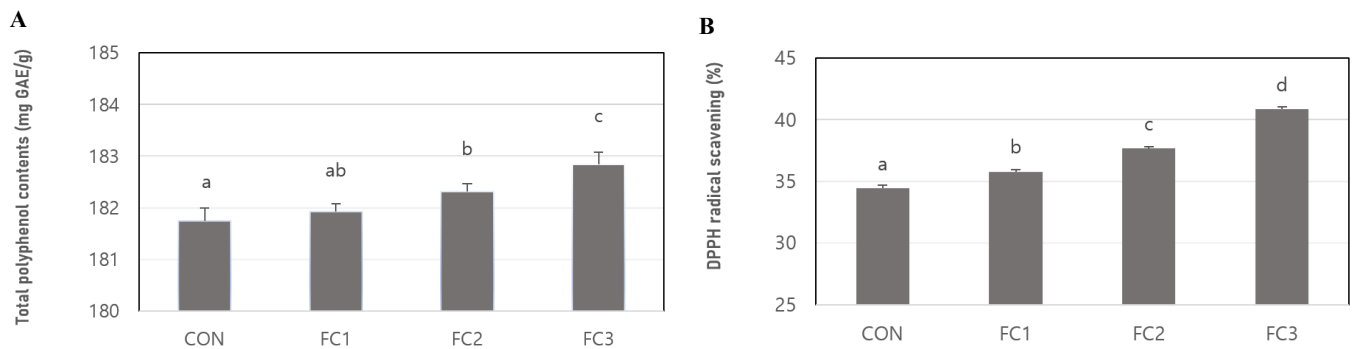 A
Total polyphenol contents (mg GAE/g)
185
184
183
182
181
180
a
ab
b
c
CON FC1 FC2 FC3
B
DPPH radical scavening (%)
45
40
35
30
25
a
b
c
d
CON FC1 FC2 FC3